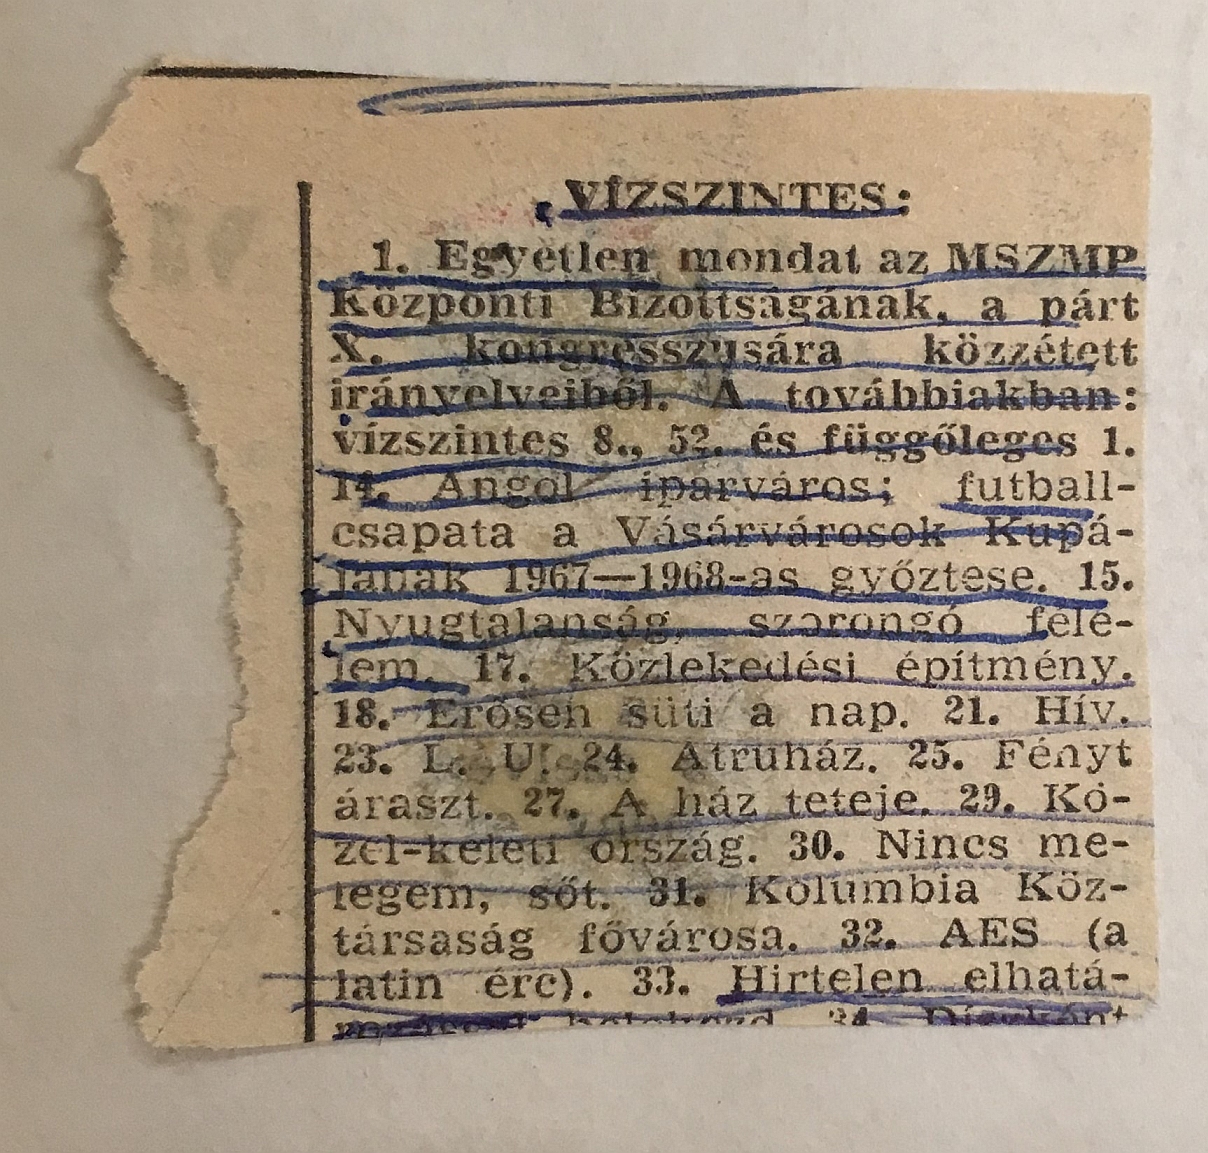 VÍZSZINTES:
1. Egyetlen mondat az MSZMP
Központi Bizottságának, a párt
X. kongresszusára közzétett
irányelveiből. A továbbiakban:
vízszintes 8., 52. és függőleges 1.
14. Angol iparváros; futball-
csapata a Vásárvárosok Kupá-
jának 1967—1968-as győztese. 15.
Nyugtalanság, szorongó féle-
lem. 17. Közlekedési építmény.
18. Erősen süti a nap. 21. Hív.
23. L. U! 24. Átruház. 25. Fényt
áraszt. 27. A ház teteje. 29. Kö-
zel-keleti ország. 30. Nincs me-
legem, sőt. 31. Kolumbia Köz-
társaság fővárosa. 32. AES (a
latin érc). 33. Hirtelen elhatá-
34. Díszként